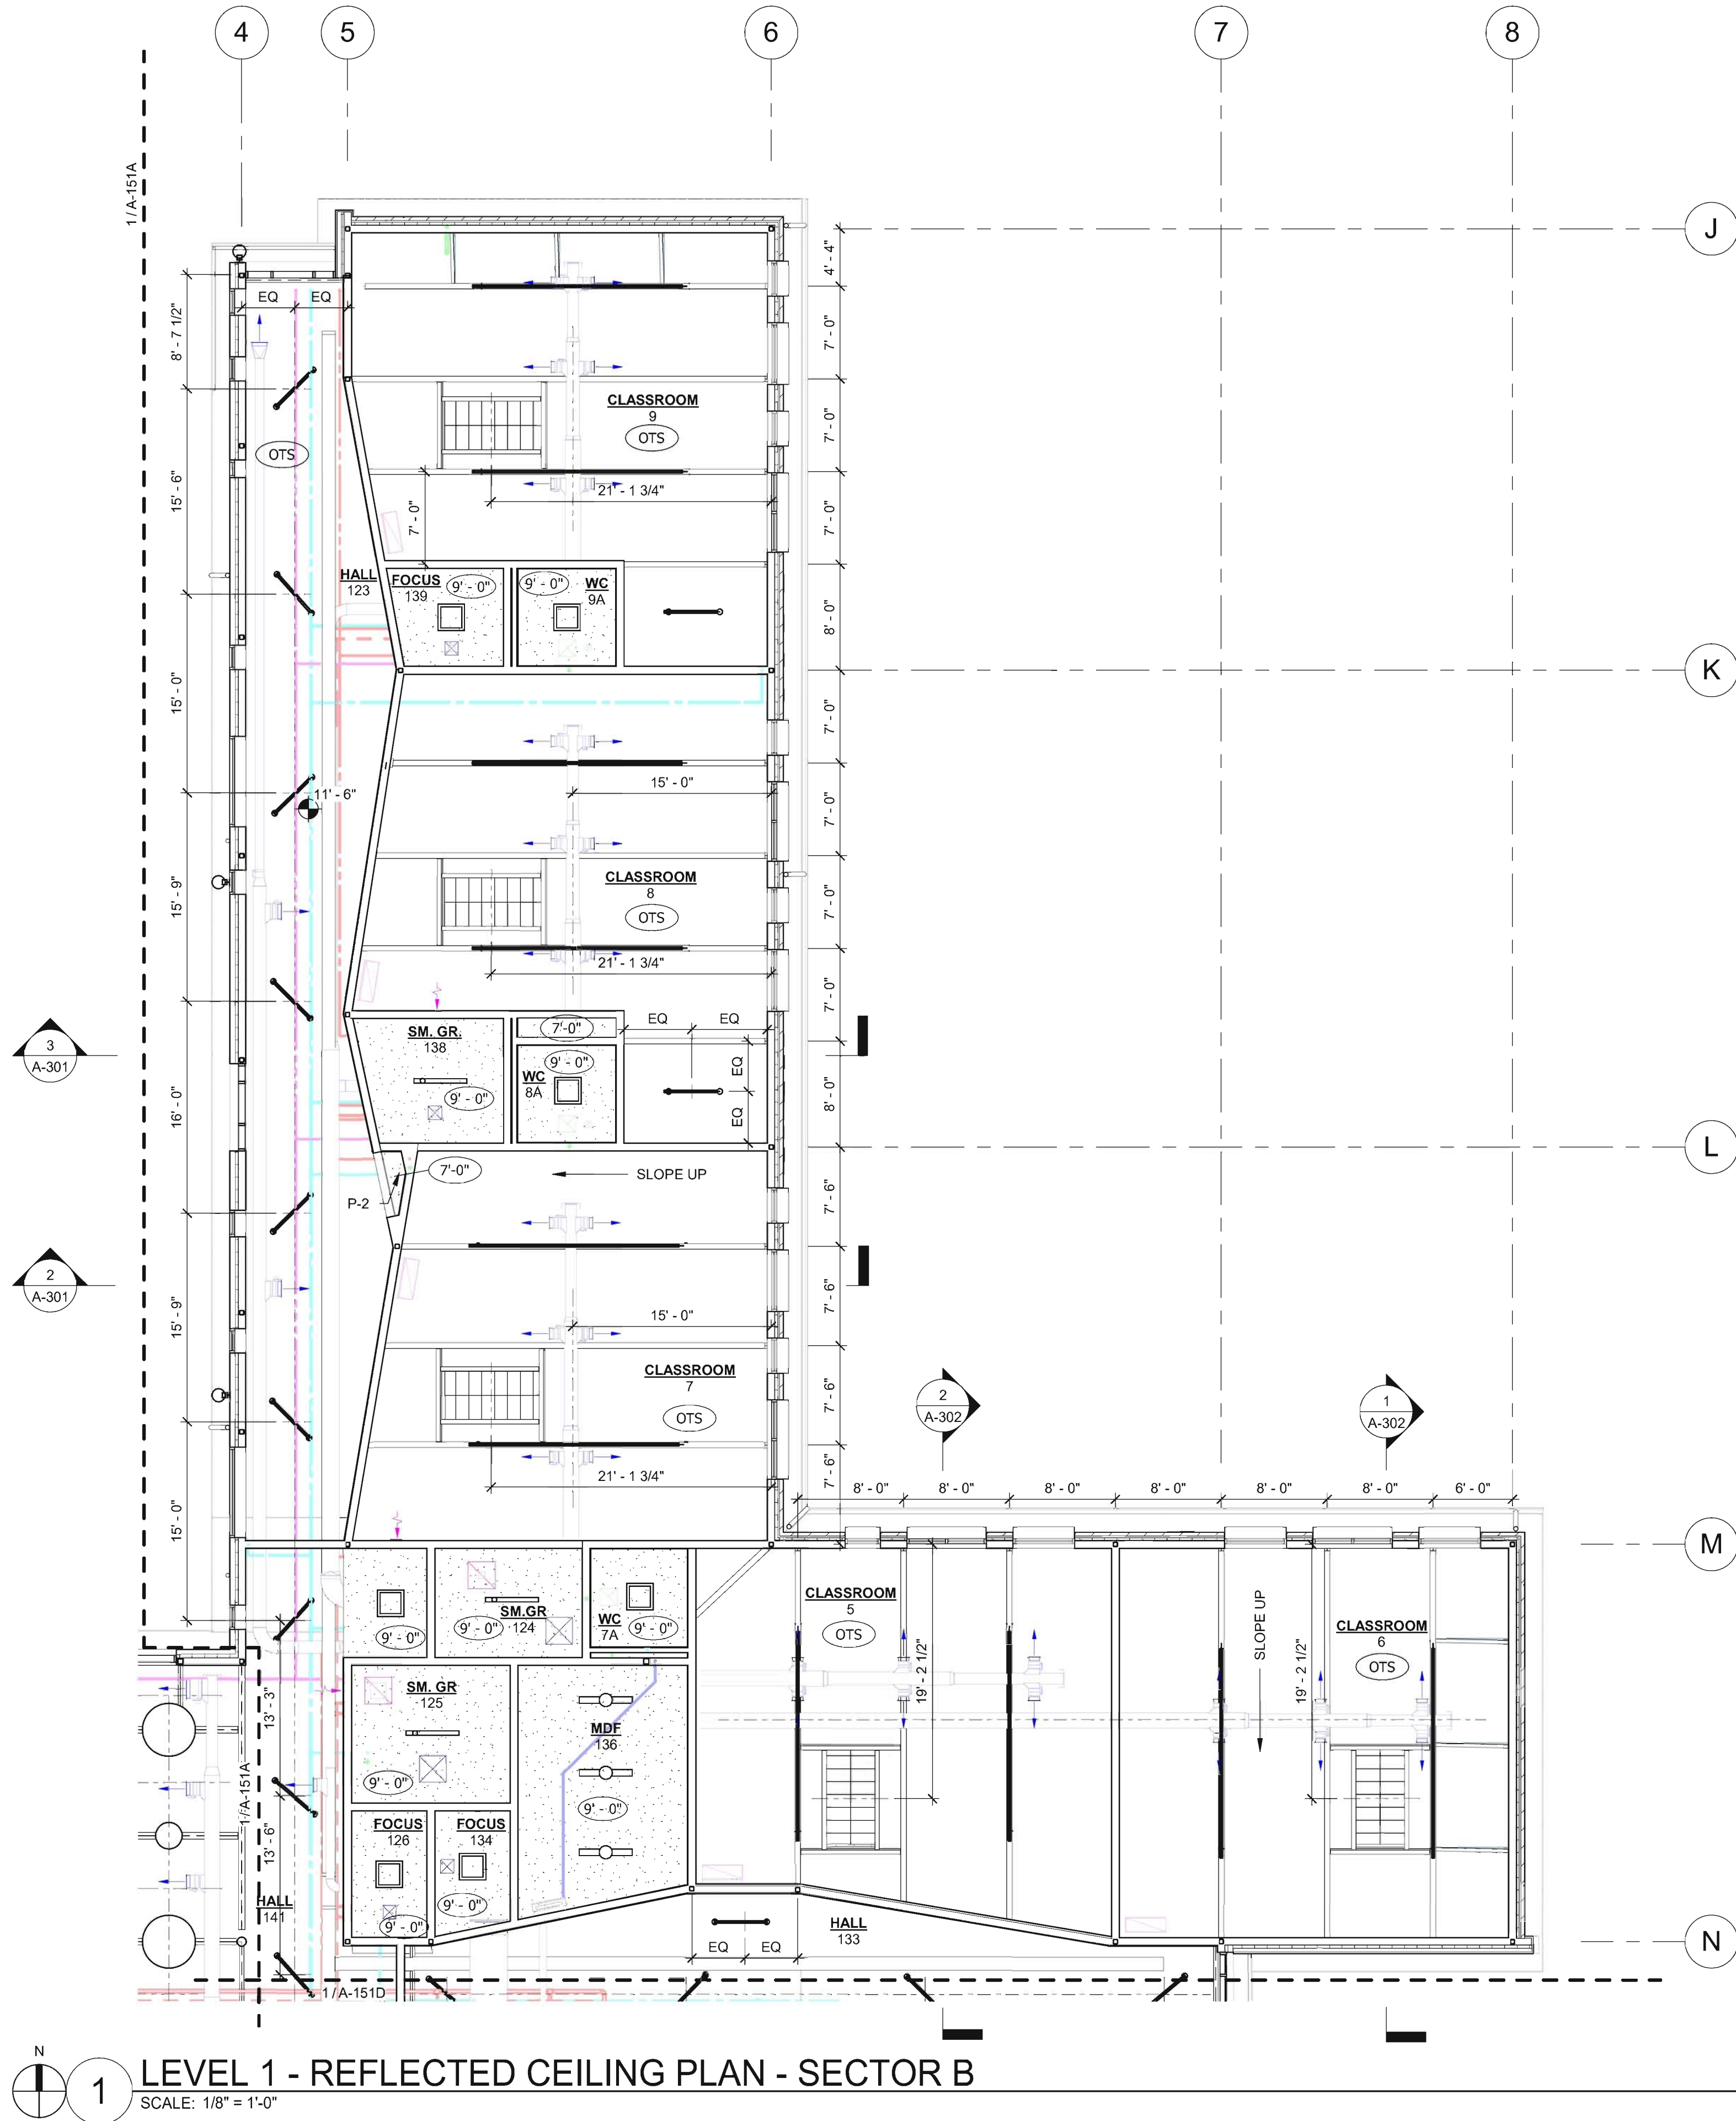 4
5
6
7
8
1 / A-151A
J
4' - 4"
EQ
EQ
8' - 7 1/2"
7' - 0"
CLASSROOM
9
OTS
7' - 0"
OTS
15' - 6"
21' - 1 3/4"
7' - 0"
7' - 0"
HALL
123
FOCUS
139
9' - 0"
9' - 0"
WC
9A
8' - 0"
K
15' - 0"
7' - 0"
15' - 0"
11' - 6"
7' - 0"
CLASSROOM
8
OTS
15' - 9"
7' - 0"
21' - 1 3/4"
7' - 0"
SM. GR.
138
7'-0"
EQ
EQ
3
A-301
9' - 0"
EQ
WC
8A
9' - 0"
16' - 0"
8' - 0"
EQ
L
7'-0"
SLOPE UP
P-2
7' - 6"
2
A-301
7' - 6"
15' - 9"
15' - 0"
CLASSROOM
7
OTS
7' - 6"
2
A-302
1
A-302
21' - 1 3/4"
7' - 6"
8' - 0"
8' - 0"
8' - 0"
8' - 0"
8' - 0"
8' - 0"
6' - 0"
15' - 0"
M
CLASSROOM
5
OTS
SM.GR
124
9' - 0"
9' - 0"
WC
7A
9' - 0"
SLOPE UP
CLASSROOM
6
OTS
19' - 2 1/2"
19' - 2 1/2"
SM. GR
125
13' - 3"
MDF
136
9' - 0"
9' - 0"
1 / A-151A
FOCUS
126
FOCUS
134
13' - 6"
9' - 0"
9' - 0"
HALL
141
HALL
133
EQ
EQ
N
1 / A-151D
N
1
LEVEL 1 - REFLECTED CEILING PLAN - SECTOR B
SCALE: 1/8" = 1'-0"